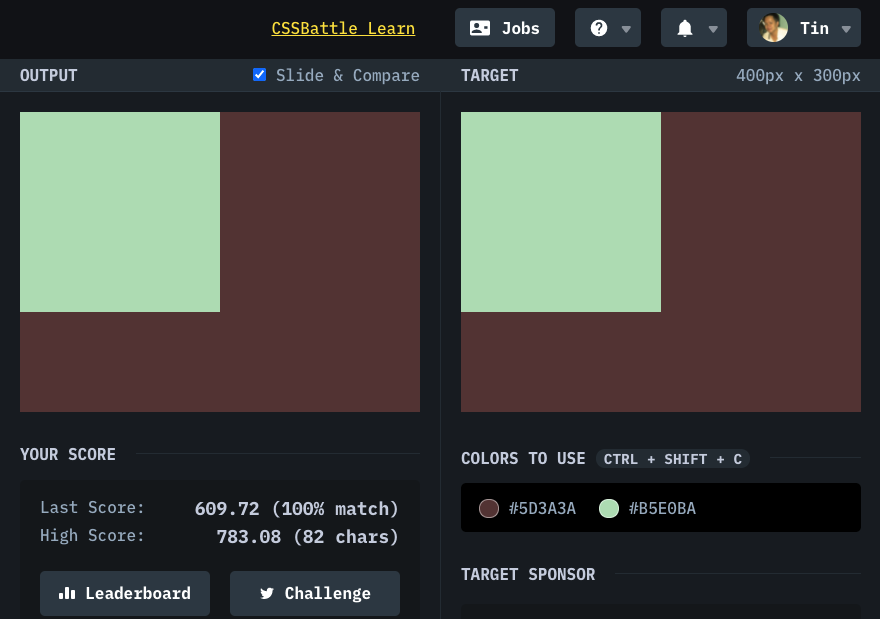 CSSBattle Learn Jobs Tin
OUTPUT Slide & Compare TARGET 400px x 300px
YOUR SCORE
COLORS TO USE CTRL + SHIFT + C
Last Score: 609.72 (100% match)
High Score: 783.08 (82 chars)
#5D3A3A #B5E0BA
TARGET SPONSOR
Leaderboard Challenge